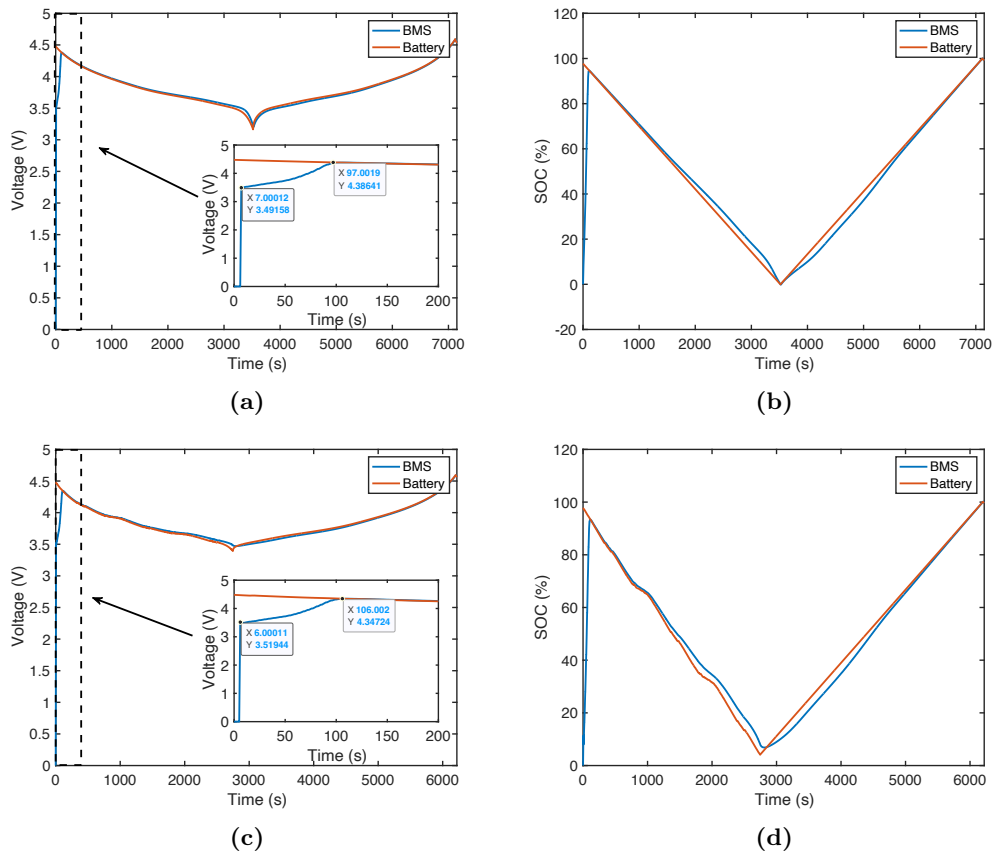 5
4.5
4
3.5
3
2.5
2
1.5
1
0.5
0
Voltage (V)
0 1000 2000 3000 4000 5000 6000 7000
Time (s)
BMS
Battery
5
4
3
2
1
0
Voltage (V)
X 7.00012
Y 3.49158
X 97.0019
Y 4.38641
0 50 100 150 200
Time (s)
(a)
120
100
80
60
40
20
0
-20
SOC (%)
0 1000 2000 3000 4000 5000 6000 7000
Time (s)
BMS
Battery
(b)
5
4.5
4
3.5
3
2.5
2
1.5
1
0.5
0
Voltage (V)
0 1000 2000 3000 4000 5000 6000
Time (s)
BMS
Battery
5
4
3
2
1
0
Voltage (V)
X 6.00011
Y 3.51944
X 106.002
Y 4.34724
0 50 100 150 200
Time (s)
(c)
120
100
80
60
40
20
0
SOC (%)
0 1000 2000 3000 4000 5000 6000
Time (s)
BMS
Battery
(d)